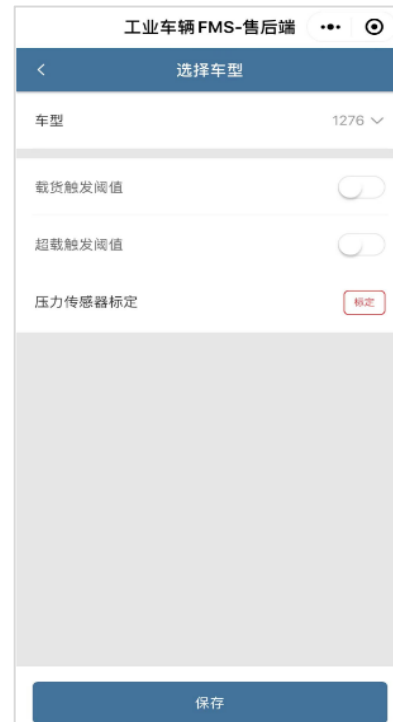 工业车辆FMS-售后端
选择车型
车型 1276
载货触发阈值
超载触发阈值
压力传感器标定 标定
保存